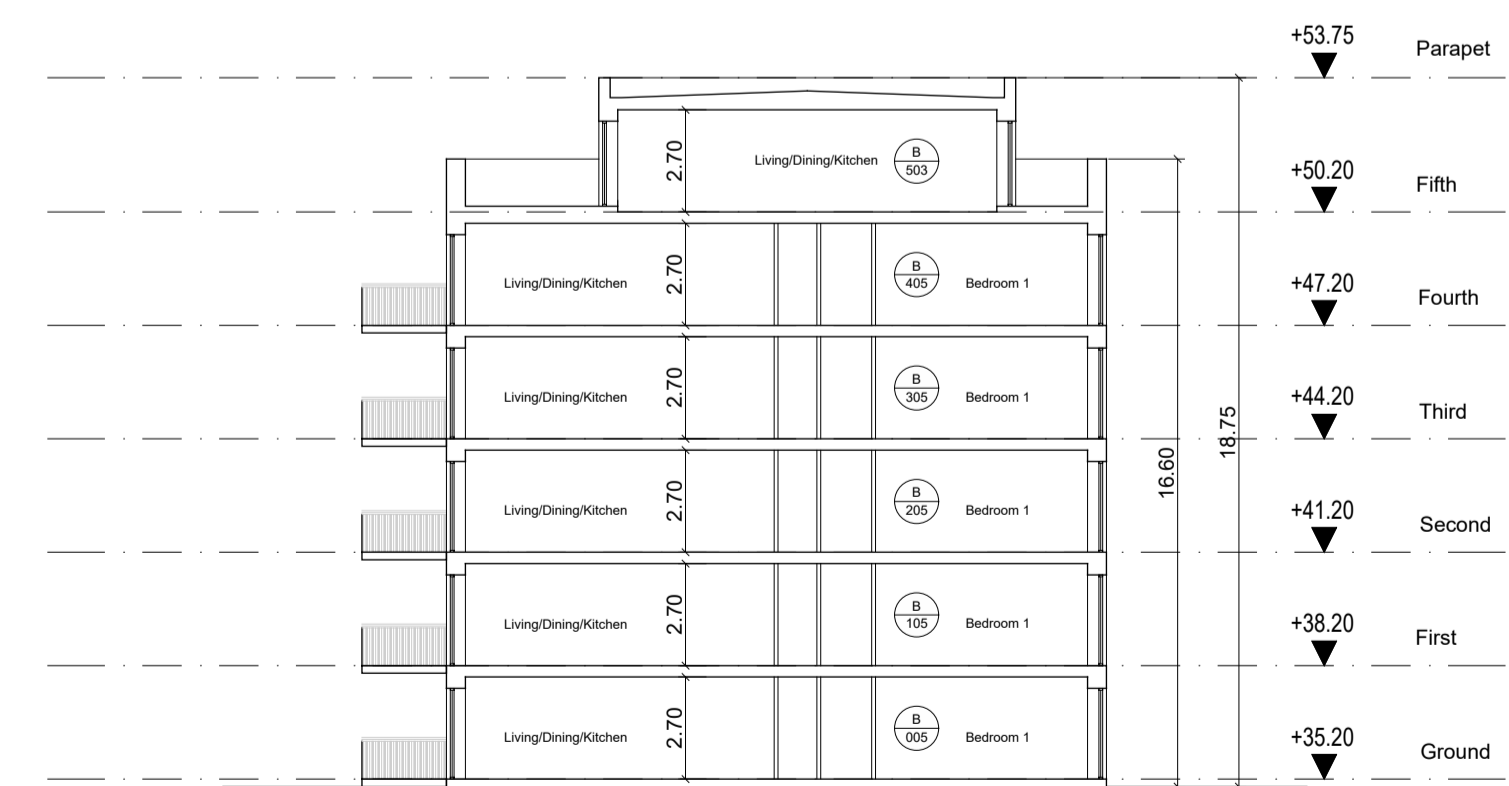 +53.75
Parapet
2.70
Living/Dining/Kitchen
B
503
+50.20
Fifth
Living/Dining/Kitchen
2.70
B
405
Bedroom 1
+47.20
Fourth
Living/Dining/Kitchen
2.70
B
305
Bedroom 1
+44.20
Third
16.60
18.75
Living/Dining/Kitchen
2.70
B
205
Bedroom 1
+41.20
Second
Living/Dining/Kitchen
2.70
B
105
Bedroom 1
+38.20
First
Living/Dining/Kitchen
2.70
B
005
Bedroom 1
+35.20
Ground